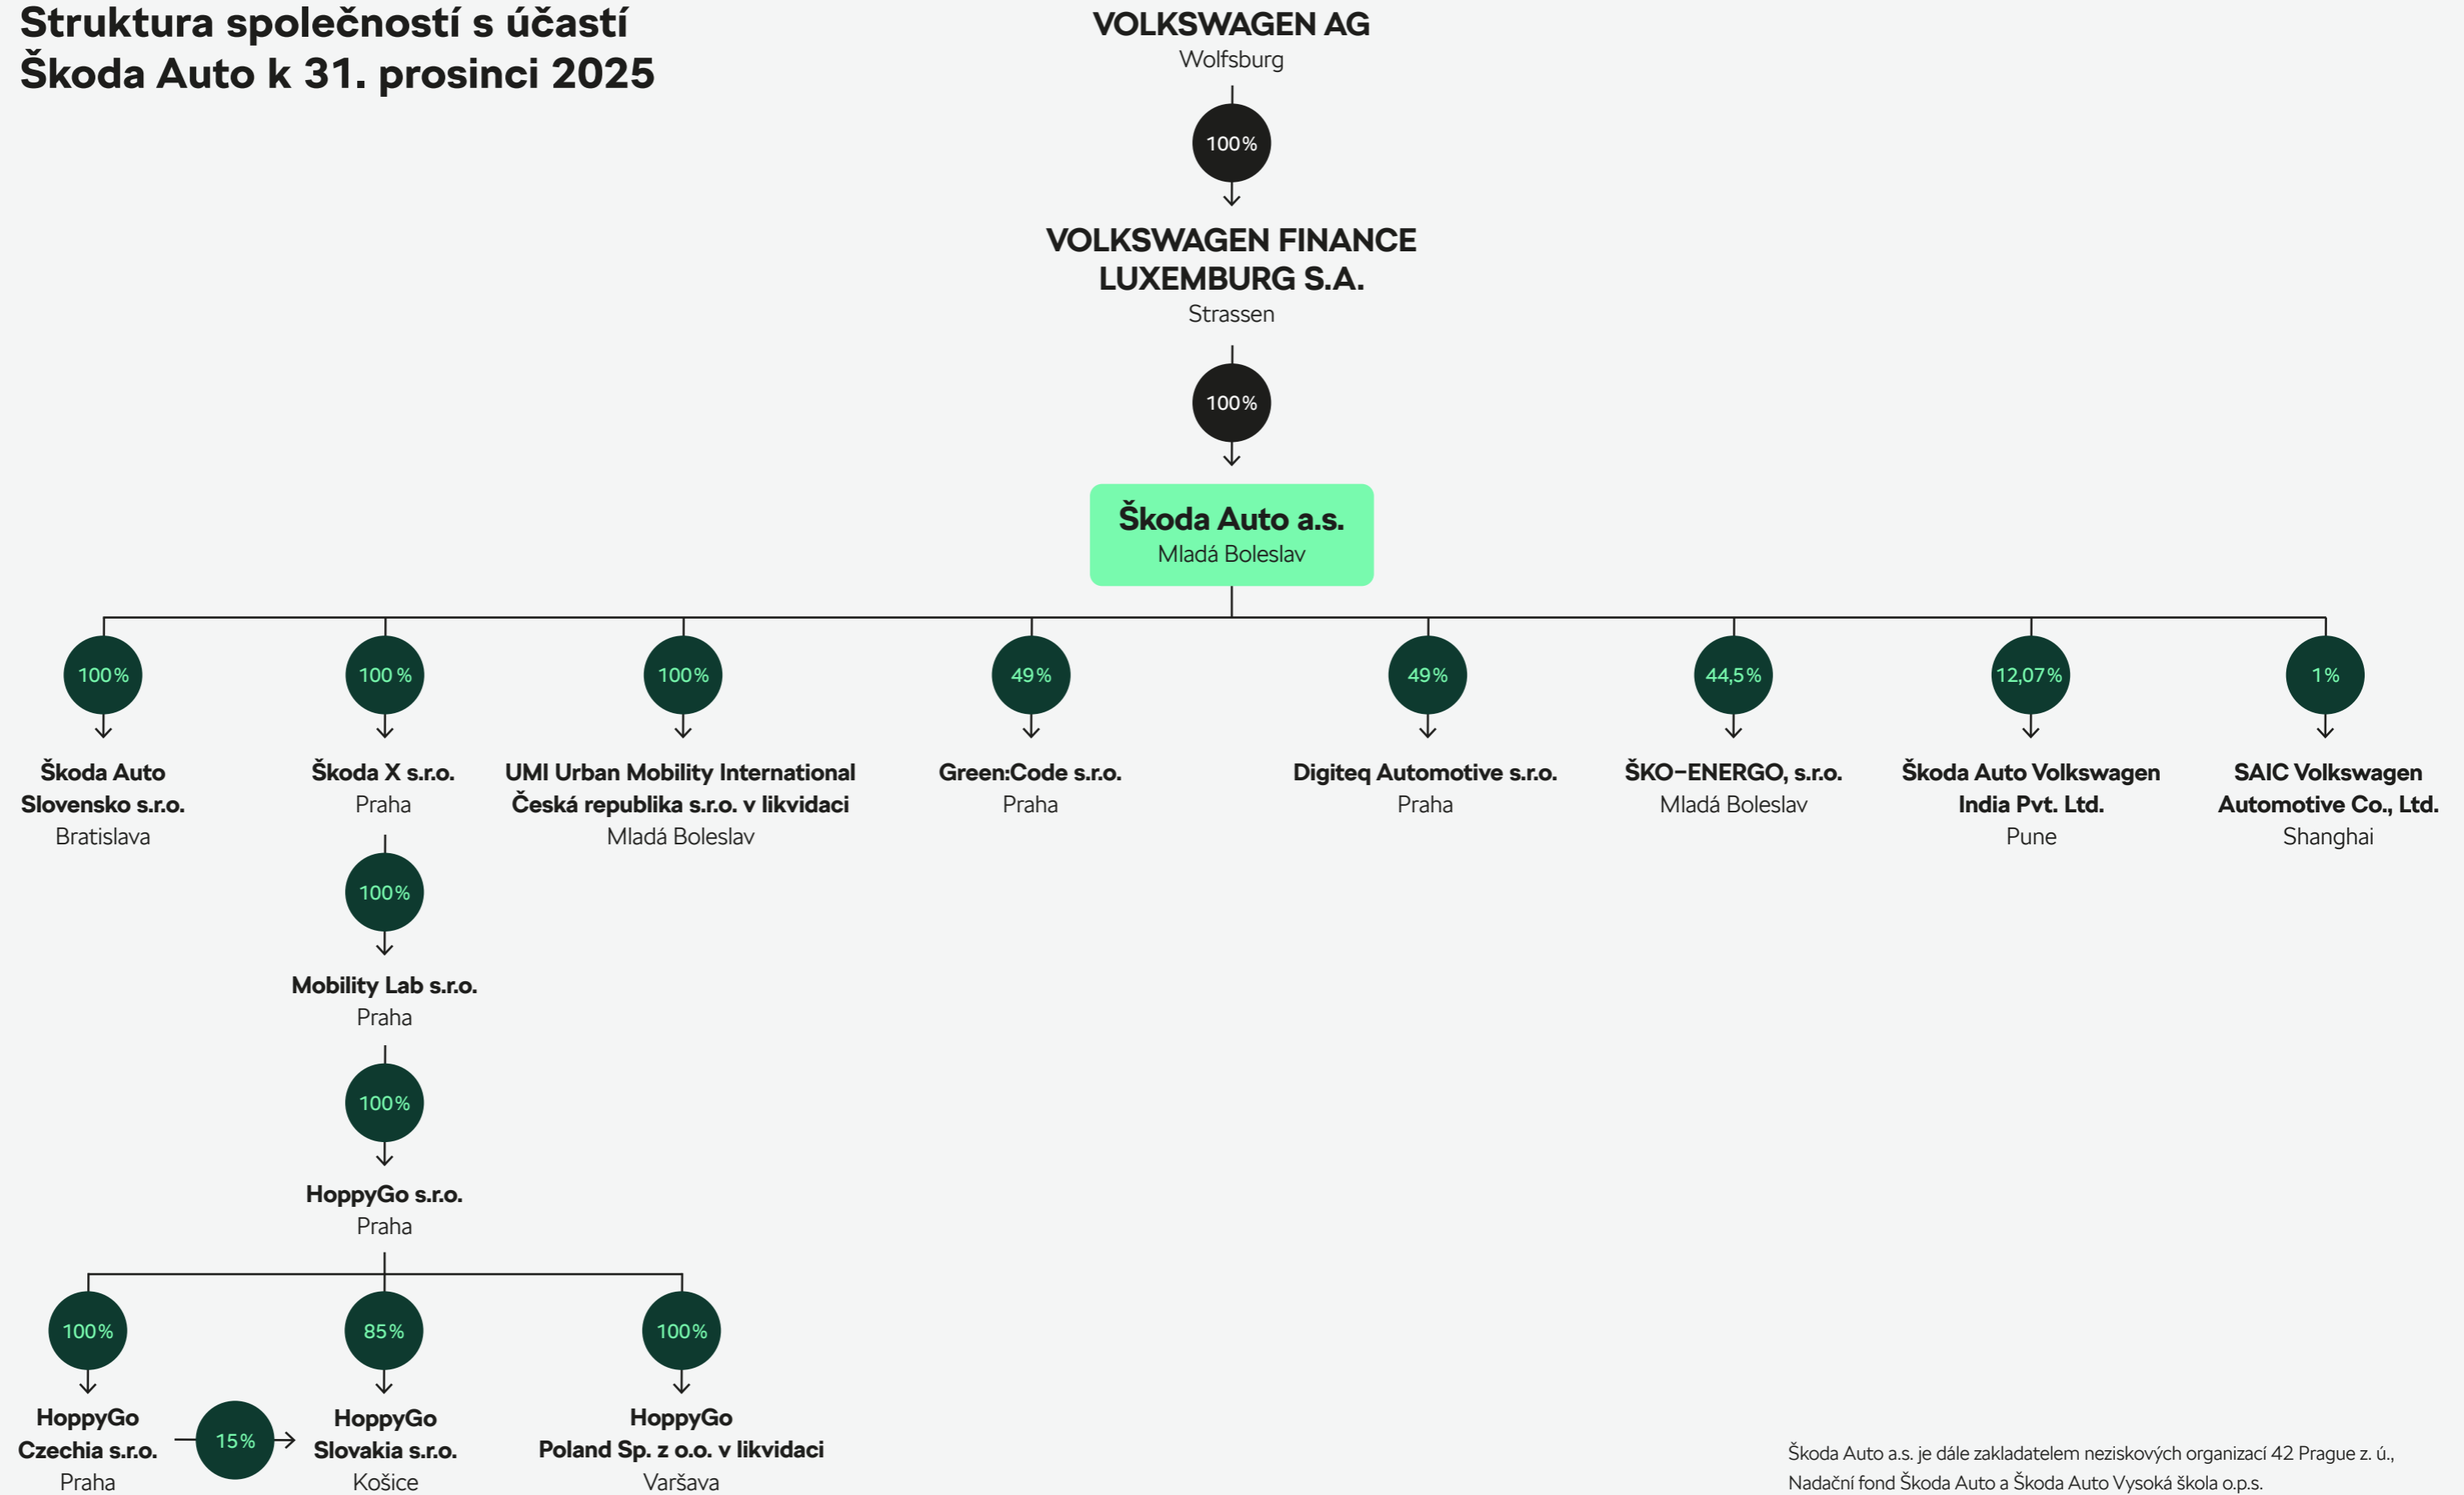 Struktura společností s účastí
Škoda Auto k 31. prosinci 2025
VOLKSWAGEN AG
Wolfsburg
100%
VOLKSWAGEN FINANCE
LUXEMBURG S.A.
Strassen
100%
Škoda Auto a.s.
Mladá Boleslav
100%
Škoda Auto
Slovensko s.r.o.
Bratislava
100 %
Škoda X s.r.o.
Praha
100%
UMI Urban Mobility International
Česká republika s.r.o. v likvidaci
Mladá Boleslav
49%
Green:Code s.r.o.
Praha
49%
Digiteq Automotive s.r.o.
Praha
44,5%
ŠKO–ENERGO, s.r.o.
Mladá Boleslav
12,07%
Škoda Auto Volkswagen
India Pvt. Ltd.
Pune
1%
SAIC Volkswagen
Automotive Co., Ltd.
Shanghai
100%
Mobility Lab s.r.o.
Praha
100%
HoppyGo s.r.o.
Praha
100%
HoppyGo
Czechia s.r.o.
Praha
15%
85%
HoppyGo
Slovakia s.r.o.
Košice
100%
HoppyGo
Poland Sp. z o.o. v likvidaci
Varšava
Škoda Auto a.s. je dále zakladatelem neziskových organizací 42 Prague z. ú.,
Nadační fond Škoda Auto a Škoda Auto Vysoká škola o.p.s.